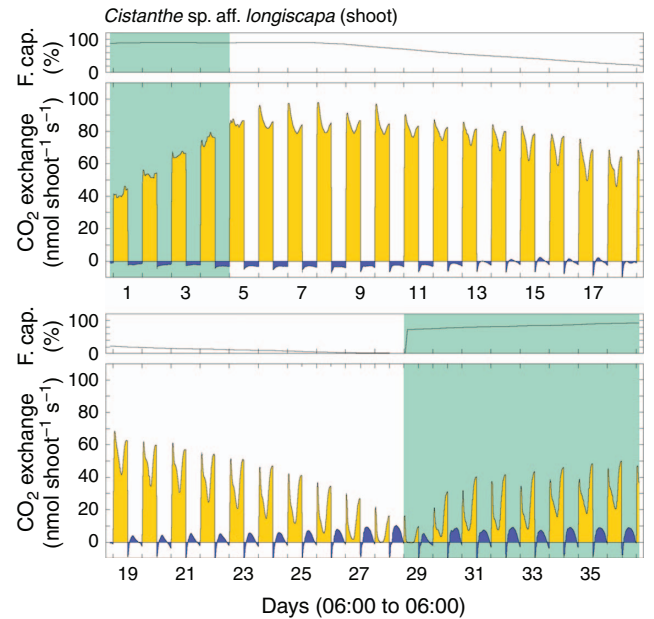 Cistanthe sp. aff. longiscapa (shoot)
F. cap.
(%)
100
0
CO₂ exchange
(nmol shoot⁻¹ s⁻¹)
100
80
60
40
20
0
1 3 5 7 9 11 13 15 17
F. cap.
(%)
100
0
CO₂ exchange
(nmol shoot⁻¹ s⁻¹)
100
80
60
40
20
0
19 21 23 25 27 29 31 33 35
Days (06:00 to 06:00)